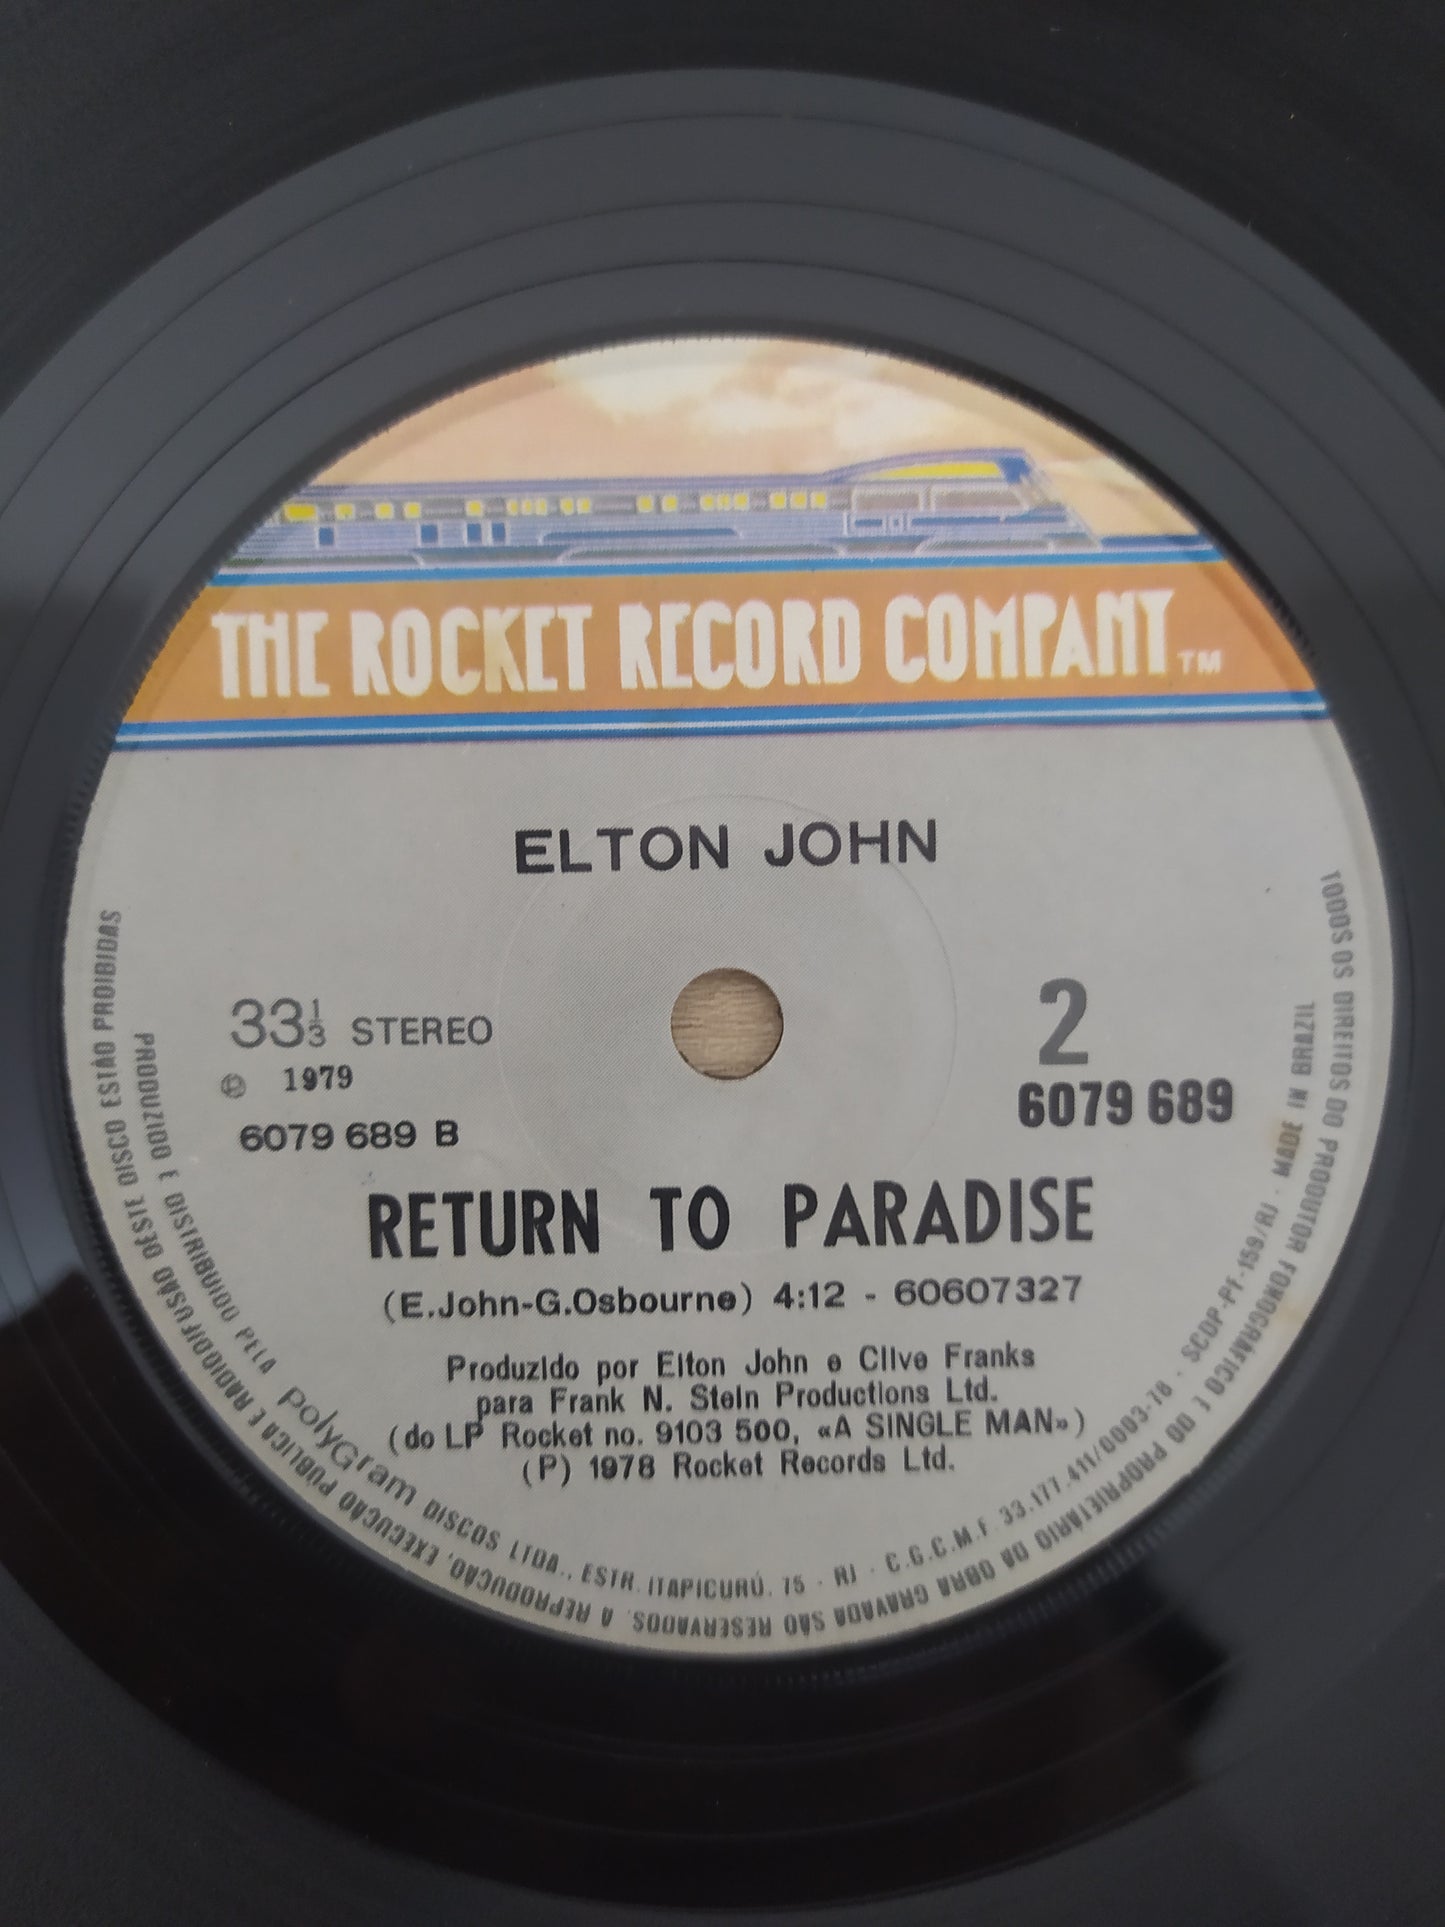 THE ROCKET RECORD COMPANY TM
ELTON JOHN
33⅓ STEREO
℗ 1979
6079 689 B
2
6079 689
RETURN TO PARADISE
(E.John-G.Osbourne) 4:12 - 60607327
Produzido por Elton John e Clive Franks
para Frank N. Stein Productions Ltd.
(do LP Rocket no. 9103 500, «A SINGLE MAN»)
(P) 1978 Rocket Records Ltd.
PRODUZIDO E DISTRIBUIDO PELA PolyGram DISCOS LTDA., ESTR. ITAPICURÚ, 75 · RJ · C.G.C.M.F. 33.177.411/0003-78 · SCDP-PF-159/RJ · MADE IN BRAZIL
TODOS OS DIREITOS DO PRODUTOR FONOGRÁFICO E DO PROPRIETÁRIO DA OBRA GRAVADA SÃO RESERVADOS. A REPRODUÇÃO, EXECUÇÃO PÚBLICA E RADIODIFUSÃO DESTE DISCO ESTÃO PROIBIDAS